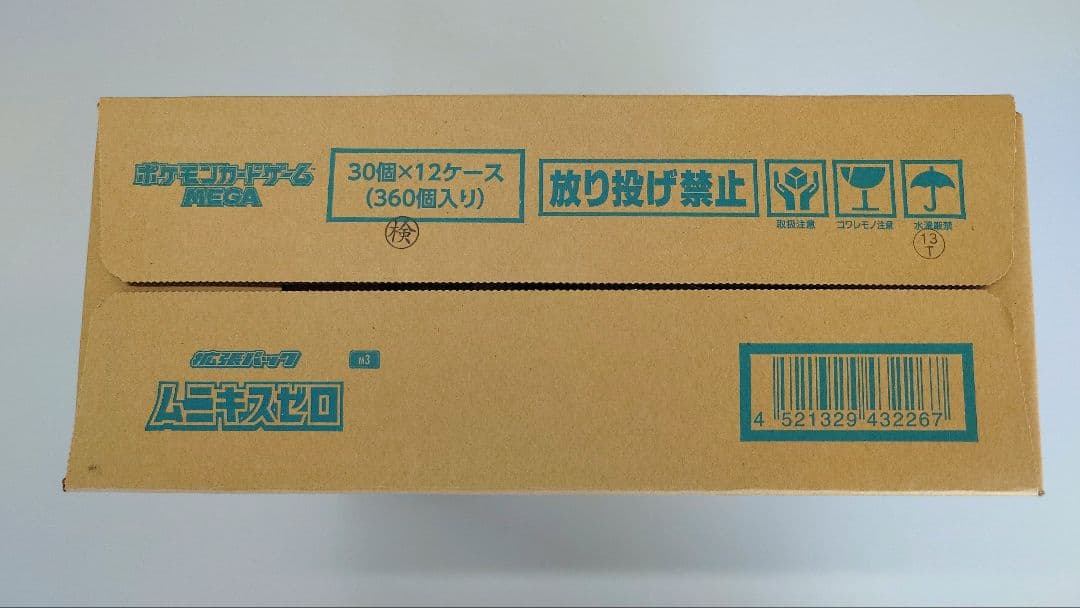 ポケモンカードゲーム
MEGA
30個×12ケース
(360個入り)
検
放り投げ禁止
取扱注意
コワレモノ注意
水濡厳禁
13
T
拡張パック
M3
ムニキスゼロ
4 521329 432267